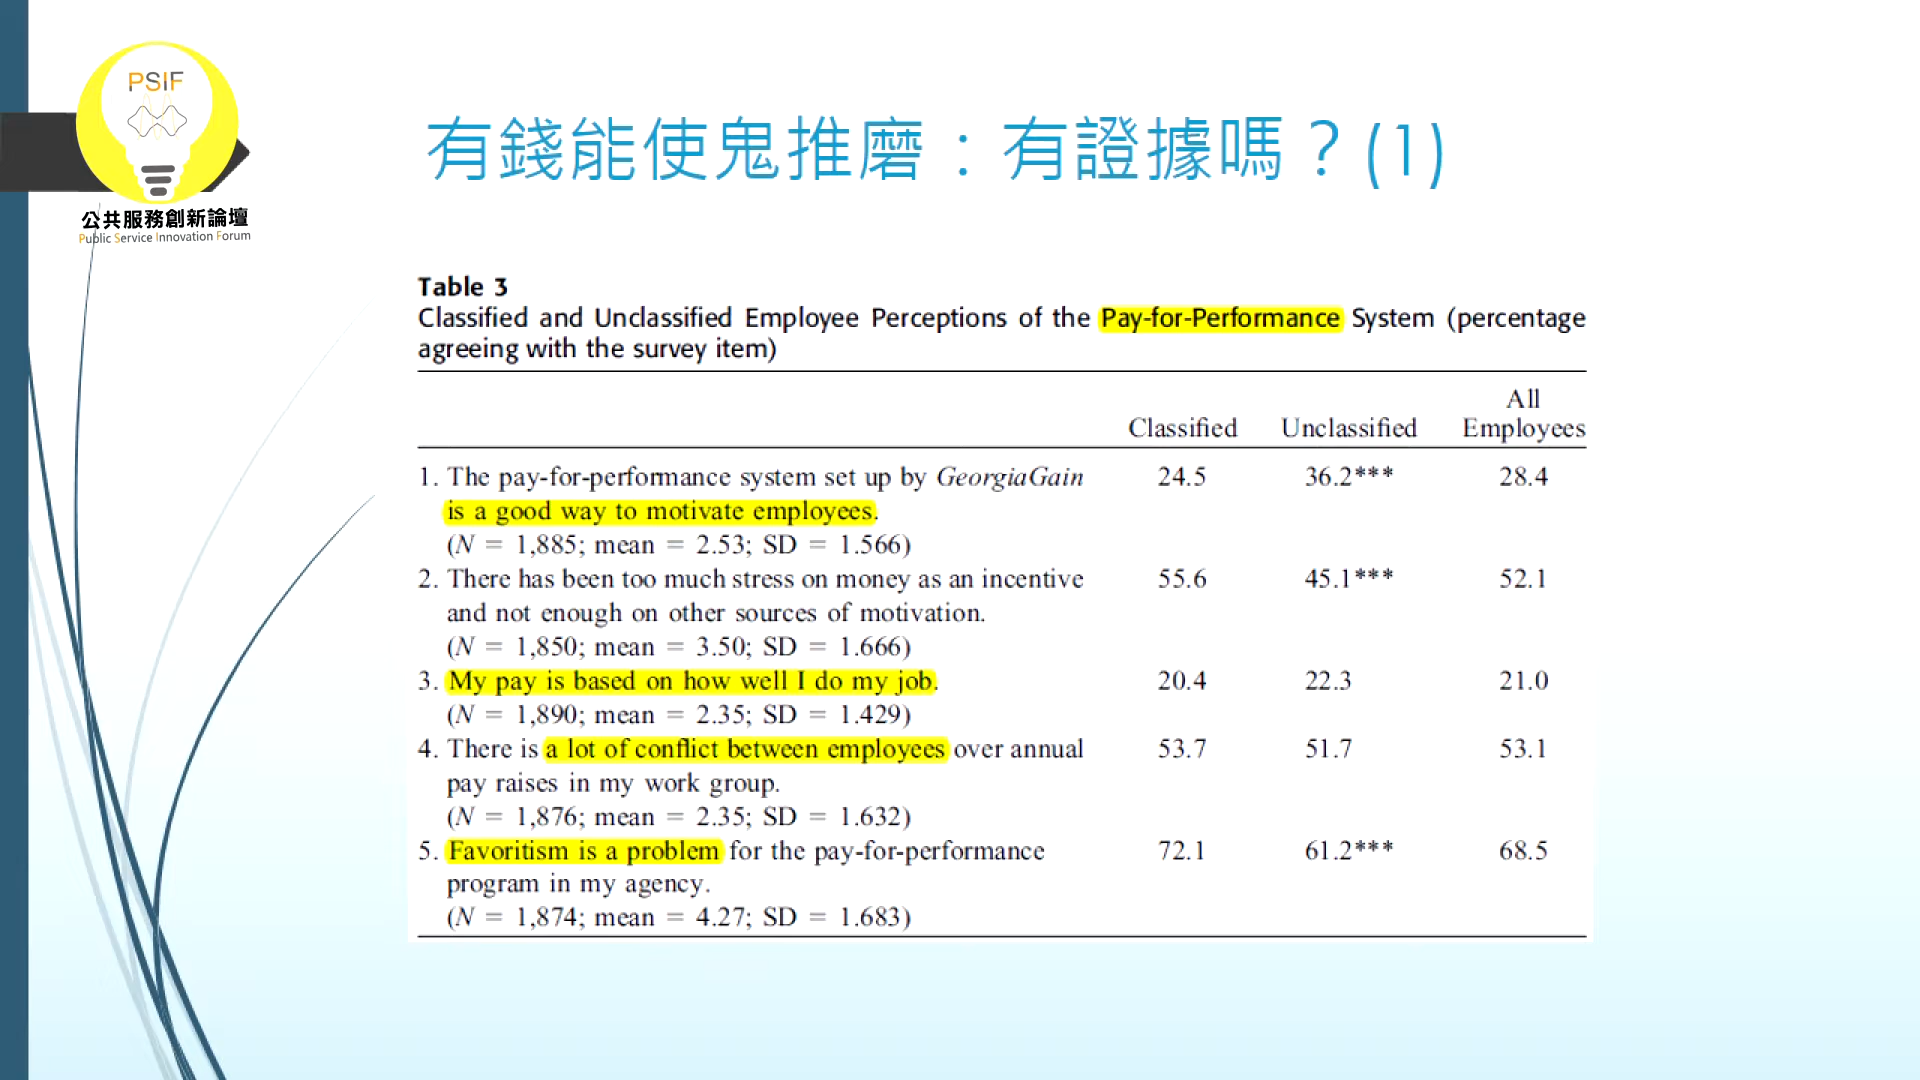 PSIF
公共服務創新論壇
Public Service Innovation Forum
有錢能使鬼推磨：有證據嗎？(1)
Table 3
Classified and Unclassified Employee Perceptions of the Pay-for-Performance System (percentage
agreeing with the survey item)
All
Classified Unclassified Employees
1. The pay-for-performance system set up by GeorgiaGain 24.5 36.2*** 28.4
is a good way to motivate employees.
(N = 1,885; mean = 2.53; SD = 1.566)
2. There has been too much stress on money as an incentive 55.6 45.1*** 52.1
and not enough on other sources of motivation.
(N = 1,850; mean = 3.50; SD = 1.666)
3. My pay is based on how well I do my job. 20.4 22.3 21.0
(N = 1,890; mean = 2.35; SD = 1.429)
4. There is a lot of conflict between employees over annual 53.7 51.7 53.1
pay raises in my work group.
(N = 1,876; mean = 2.35; SD = 1.632)
5. Favoritism is a problem for the pay-for-performance 72.1 61.2*** 68.5
program in my agency.
(N = 1,874; mean = 4.27; SD = 1.683)